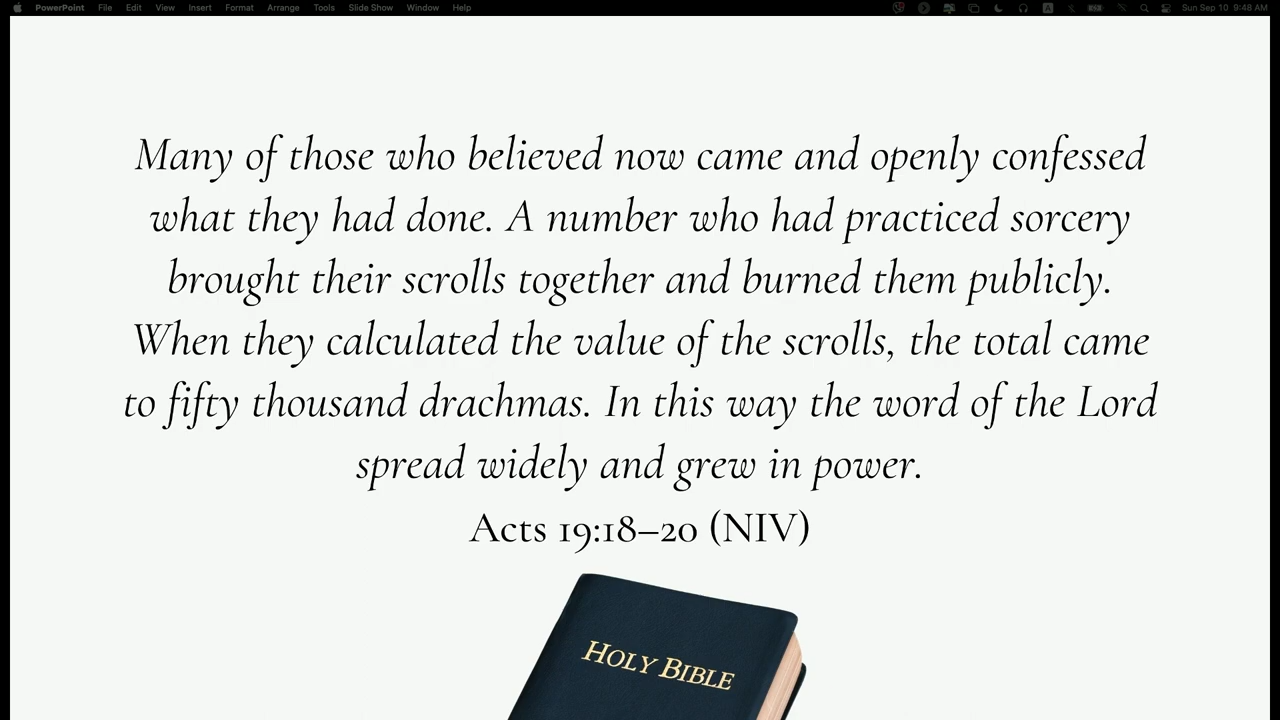 PowerPoint File Edit View Insert Format Arrange Tools Slide Show Window Help Sun Sep 10 9:48 AM
Many of those who believed now came and openly confessed
what they had done. A number who had practiced sorcery
brought their scrolls together and burned them publicly.
When they calculated the value of the scrolls, the total came
to fifty thousand drachmas. In this way the word of the Lord
spread widely and grew in power.
Acts 19:18–20 (NIV)
HOLY BIBLE